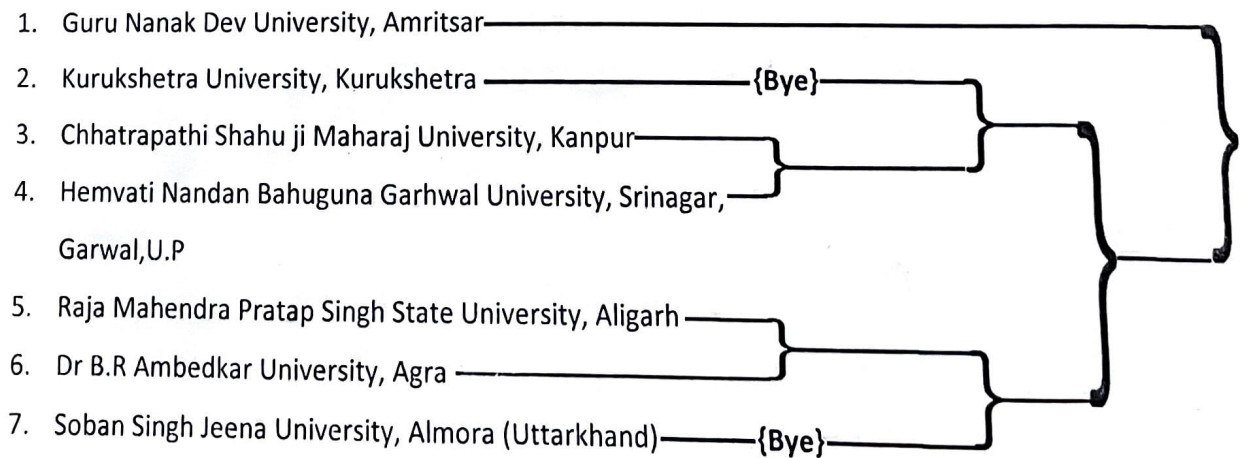 1. Guru Nanak Dev University, Amritsar
2. Kurukshetra University, Kurukshetra {Bye}
3. Chhatrapathi Shahu ji Maharaj University, Kanpur
4. Hemvati Nandan Bahuguna Garhwal University, Srinagar,
Garwal,U.P
5. Raja Mahendra Pratap Singh State University, Aligarh
6. Dr B.R Ambedkar University, Agra
7. Soban Singh Jeena University, Almora (Uttarkhand) {Bye}